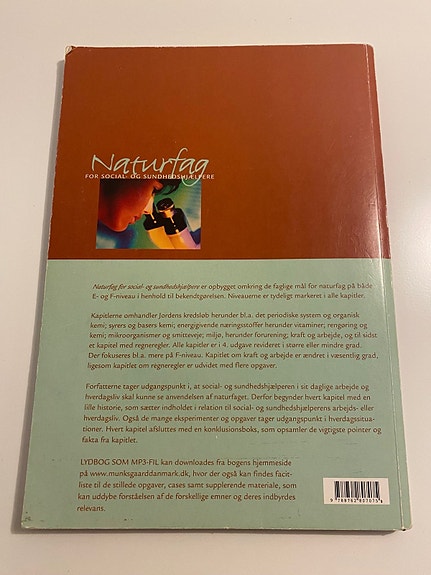 Naturfag
FOR SOCIAL- OG SUNDHEDSHJÆLPERE
Naturfag for social- og sundhedshjælpere er opbygget omkring de faglige mål for naturfag på både
E- og F-niveau i henhold til bekendtgørelsen. Niveauerne er tydeligt markeret i alle kapitler.
Kapitlerne omhandler Jordens kredsløb herunder bl.a. det periodiske system og organisk
kemi; syrers og basers kemi; energigivende næringsstoffer herunder vitaminer; rengøring og
kemi; mikroorganismer og smitteveje; miljø, herunder forurening; kraft og arbejde, og til sidst
et kapitel med regneregler. Alle kapitler er i 4. udgave revideret i større eller mindre grad.
Der fokuseres bl.a. mere på F-niveau. Kapitlet om kraft og arbejde er ændret i væsentlig grad,
ligesom kapitlet om regneregler er udvidet med flere opgaver.
Forfatterne tager udgangspunkt i, at social- og sundhedshjælperen i sit daglige arbejde og
hverdagsliv skal kunne se anvendelsen af naturfaget. Derfor begynder hvert kapitel med en
lille historie, som sætter indholdet i relation til social- og sundhedshjælperens arbejds- eller
hverdagsliv. Også de mange eksperimenter og opgaver tager udgangspunkt i hverdagssitua-
tioner. Hvert kapitel afsluttes med en konklusionsboks, som opsamler de vigtigste pointer og
fakta fra kapitlet.
LYDBOG SOM MP3-FIL kan downloades fra bogens hjemmeside
på www.munksgaarddanmark.dk, hvor der også kan findes facit-
liste til de stillede opgaver, cases samt supplerende materiale, som
kan uddybe forståelsen af de forskellige emner og deres indbyrdes
relevans.